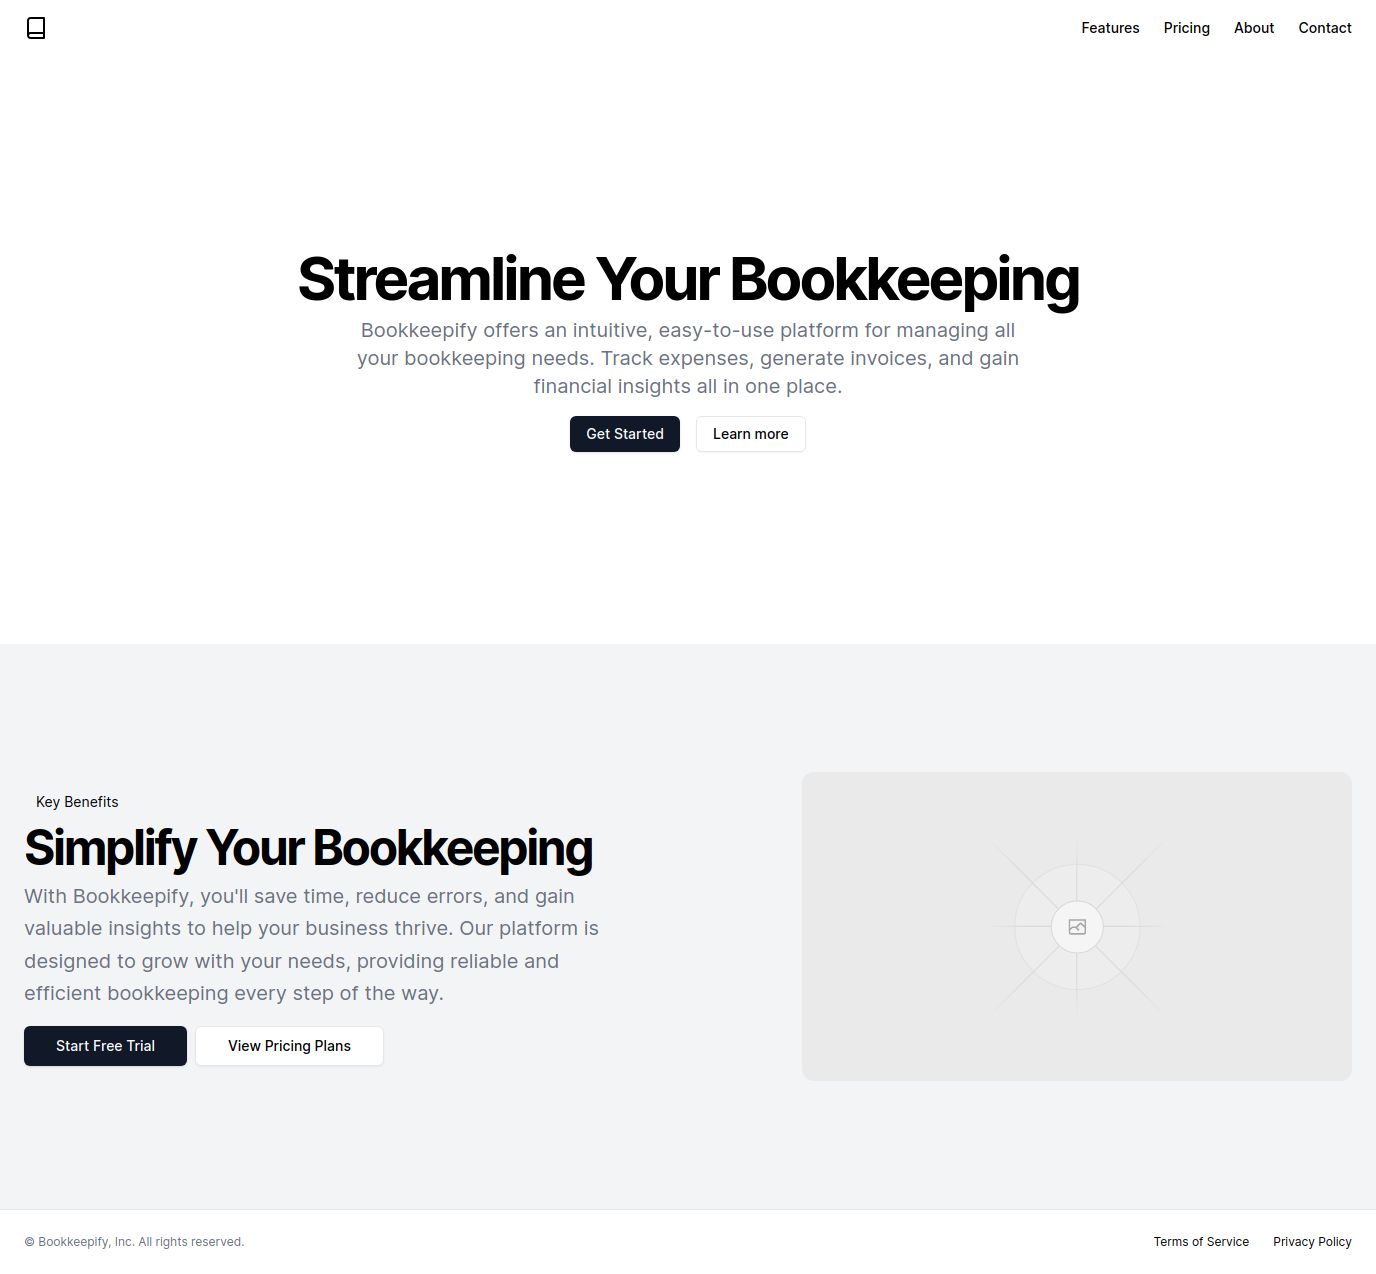 Features Pricing About Contact
Streamline Your Bookkeeping
Bookkeepify offers an intuitive, easy-to-use platform for managing all
your bookkeeping needs. Track expenses, generate invoices, and gain
financial insights all in one place.
Get Started Learn more
Key Benefits
Simplify Your Bookkeeping
With Bookkeepify, you'll save time, reduce errors, and gain
valuable insights to help your business thrive. Our platform is
designed to grow with your needs, providing reliable and
efficient bookkeeping every step of the way.
Start Free Trial View Pricing Plans
© Bookkeepify, Inc. All rights reserved. Terms of Service Privacy Policy